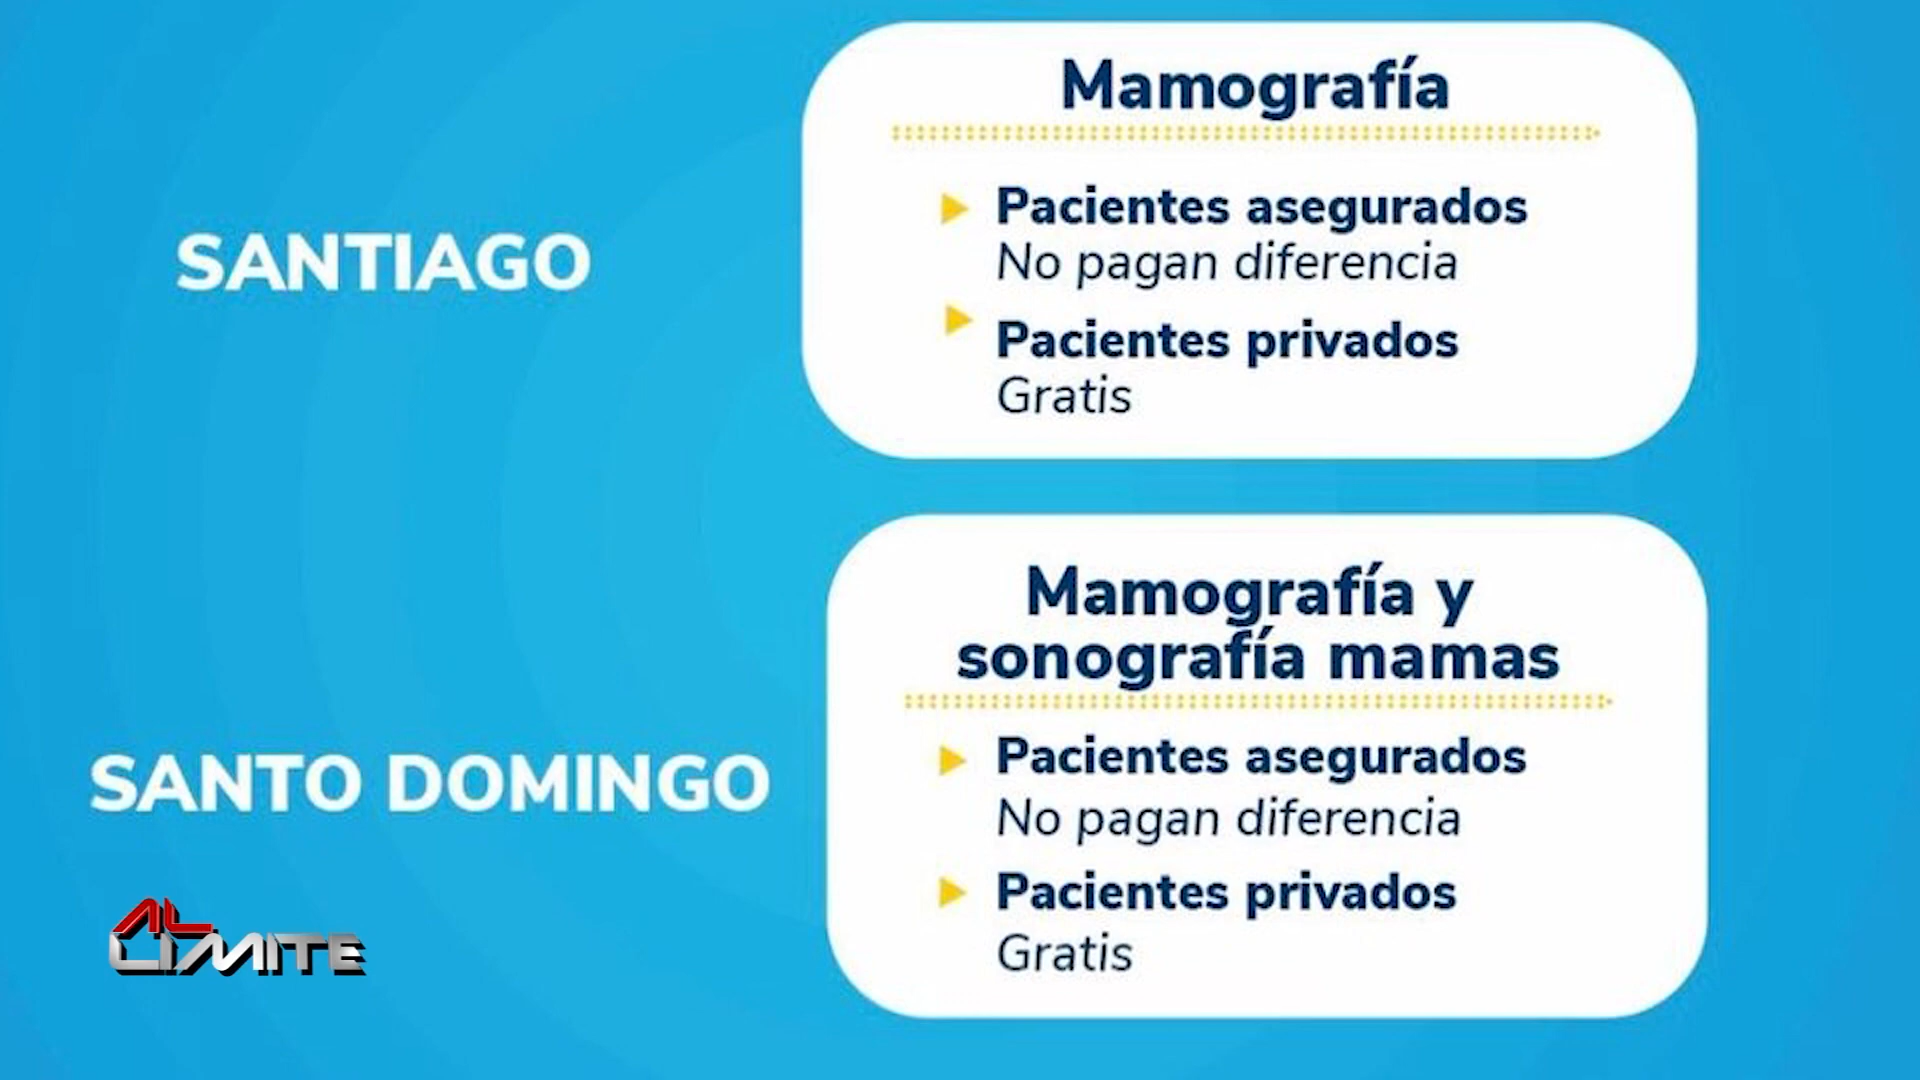 SANTIAGO
Mamografía
Pacientes asegurados
No pagan diferencia
Pacientes privados
Gratis
SANTO DOMINGO
Mamografía y
sonografía mamas
Pacientes asegurados
No pagan diferencia
Pacientes privados
Gratis
AL
LIMITE